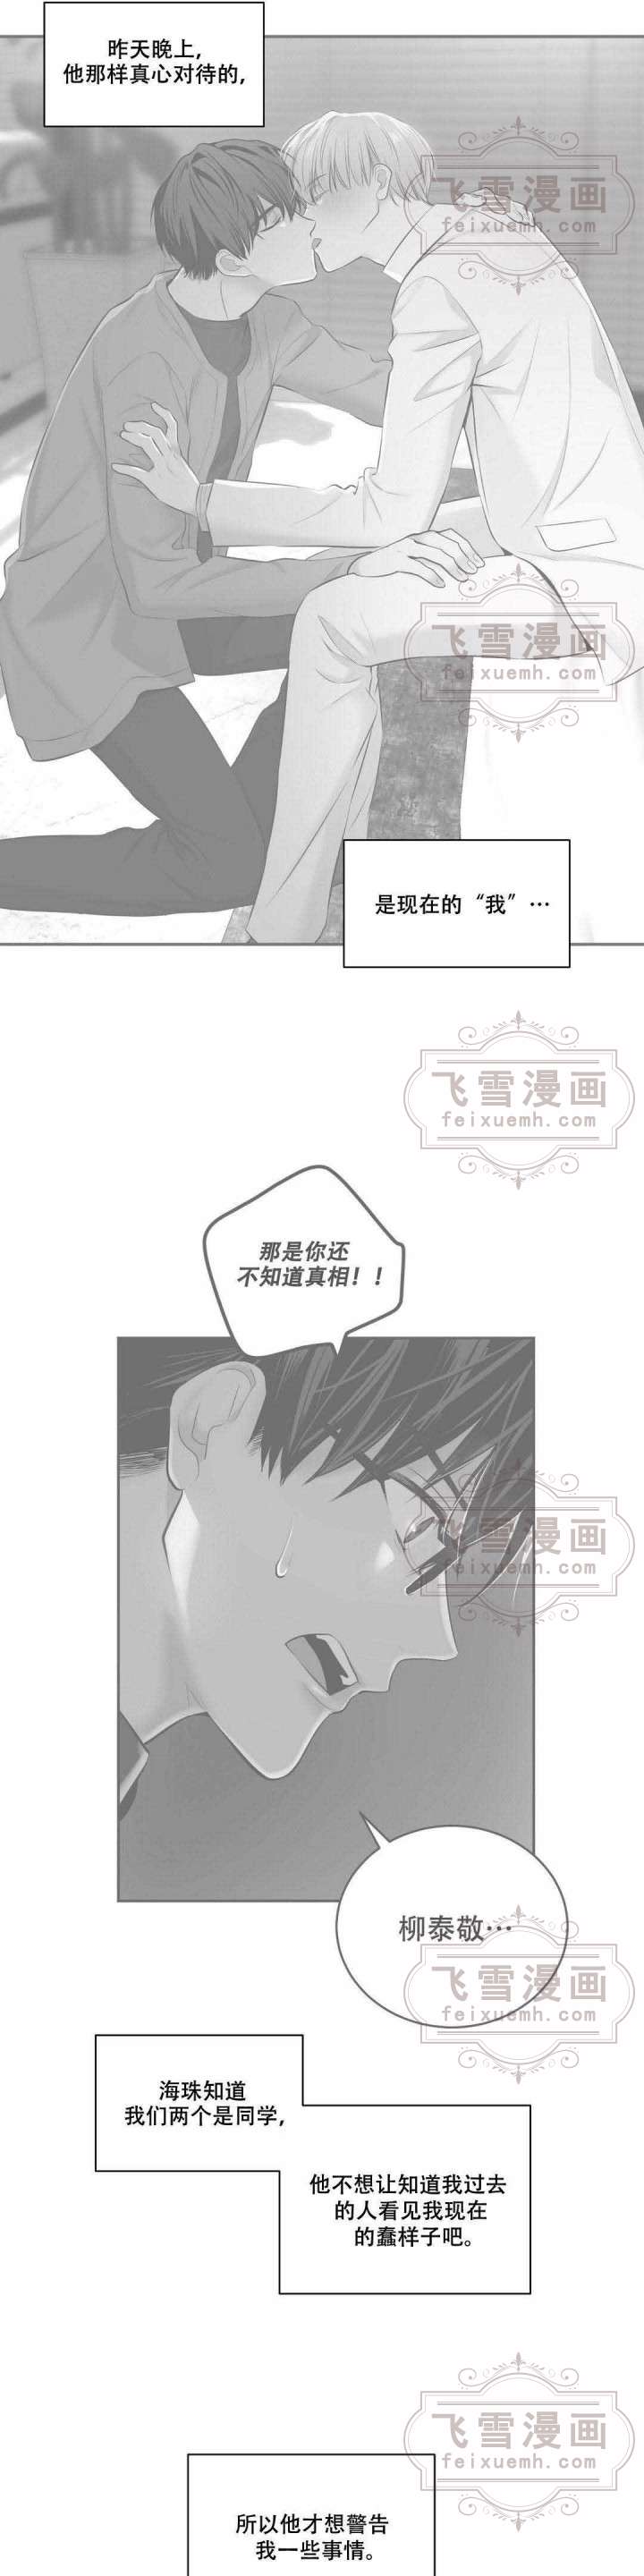 昨天晚上,
他那样真心对待的,
飞雪漫画
feixuemh.com
飞雪漫画
feixuemh.com
是现在的“我”…
飞雪漫画
feixuemh.com
那是你还
不知道真相！！
飞雪漫画
feixuemh.com
柳泰敬…
飞雪漫画
feixuemh.com
海珠知道
我们两个是同学,
他不想让知道我过去
的人看见我现在
的蠢样子吧。
飞雪漫画
feixuemh.com
所以他才想警告
我一些事情。